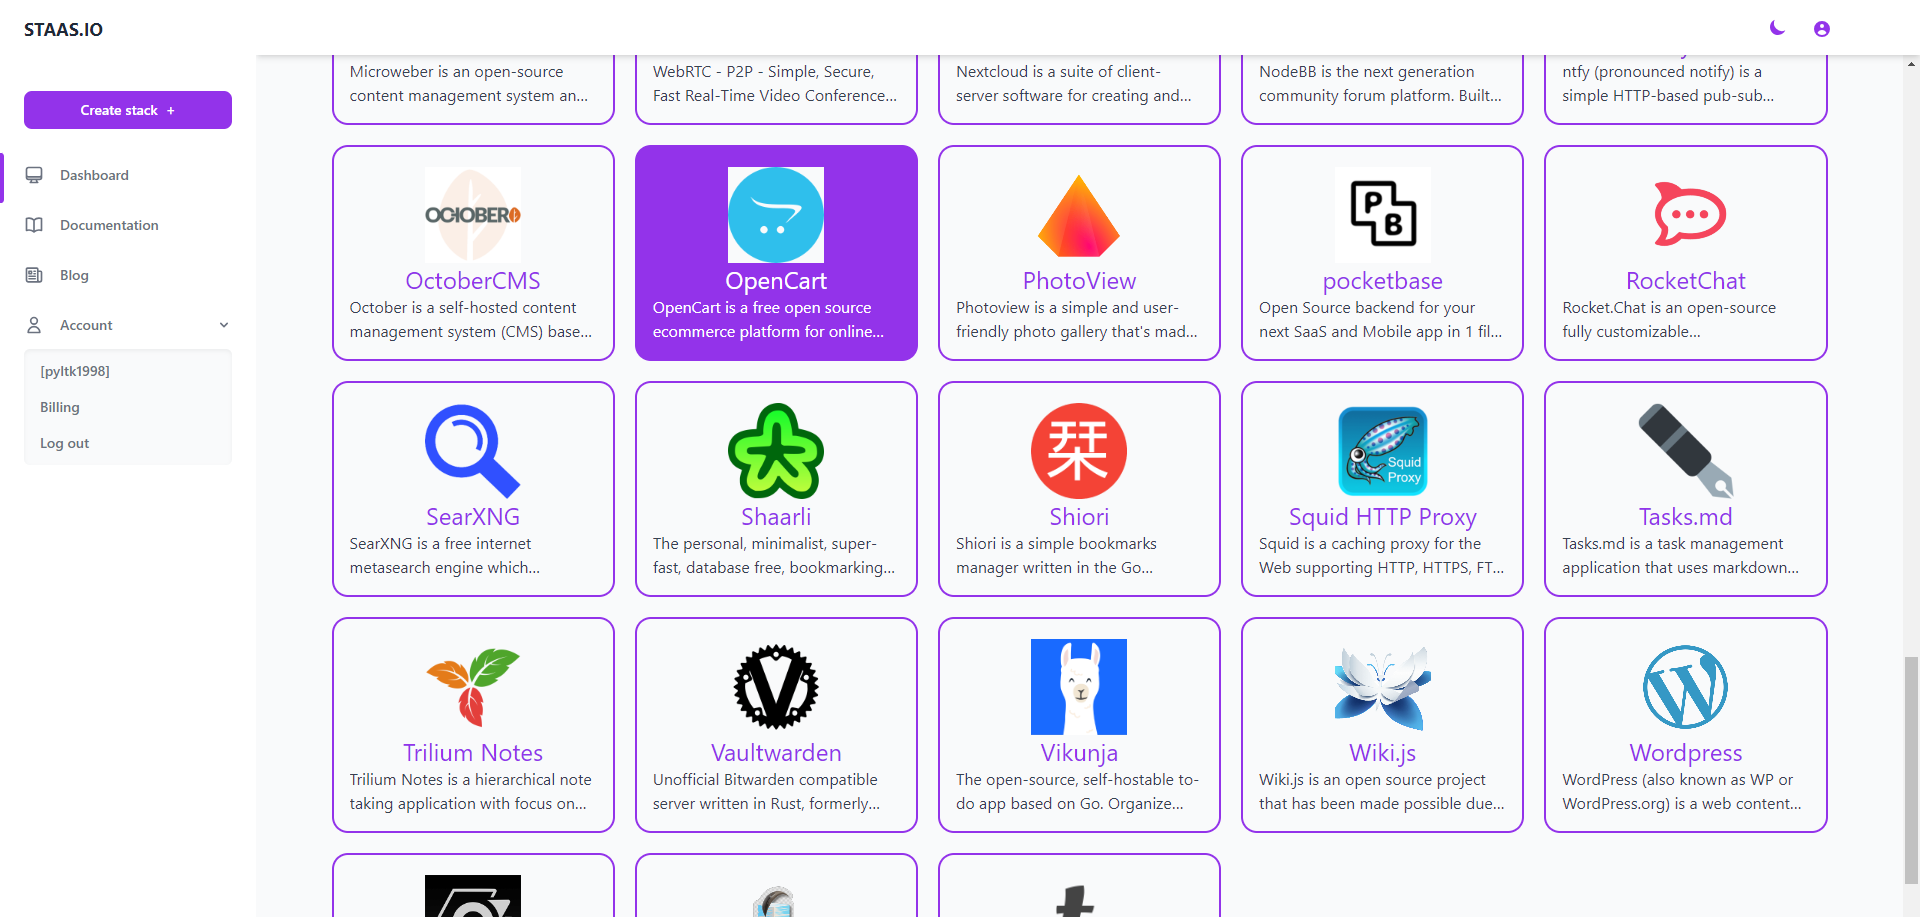 STAAS.IO
Create stack +
Dashboard
Documentation
Blog
Account
[pyltk1998]
Billing
Log out
Microweber is an open-source
content management system an...
WebRTC - P2P - Simple, Secure,
Fast Real-Time Video Conference...
Nextcloud is a suite of client-
server software for creating and...
NodeBB is the next generation
community forum platform. Built...
ntfy (pronounced notify) is a
simple HTTP-based pub-sub...
OCTOBER
OctoberCMS
October is a self-hosted content
management system (CMS) base...
OpenCart
OpenCart is a free open source
ecommerce platform for online...
PhotoView
Photoview is a simple and user-
friendly photo gallery that's mad...
P
B
pocketbase
Open Source backend for your
next SaaS and Mobile app in 1 fil...
RocketChat
Rocket.Chat is an open-source
fully customizable...
SearXNG
SearXNG is a free internet
metasearch engine which...
Shaarli
The personal, minimalist, super-
fast, database free, bookmarking...
栞
Shiori
Shiori is a simple bookmarks
manager written in the Go...
Squid
Proxy
Squid HTTP Proxy
Squid is a caching proxy for the
Web supporting HTTP, HTTPS, FT...
Tasks.md
Tasks.md is a task management
application that uses markdown...
Trilium Notes
Trilium Notes is a hierarchical note
taking application with focus on...
V
Vaultwarden
Unofficial Bitwarden compatible
server written in Rust, formerly...
Vikunja
The open-source, self-hostable to-
do app based on Go. Organize...
Wiki.js
Wiki.js is an open source project
that has been made possible due...
W
Wordpress
WordPress (also known as WP or
WordPress.org) is a web content...